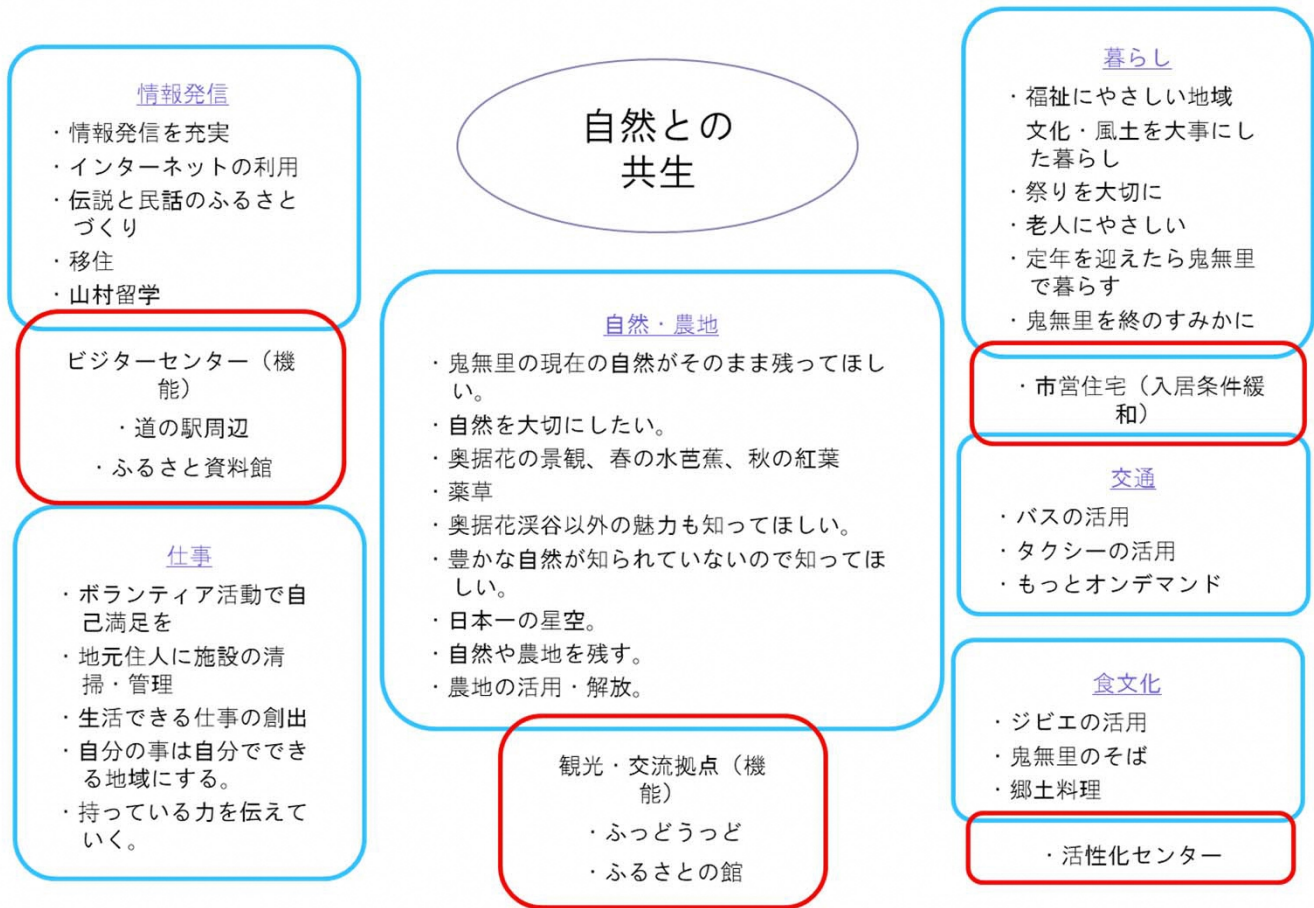 自然との
共生
情報発信
・情報発信を充実
・インターネットの利用
・伝説と民話のふるさと
づくり
・移住
・山村留学
ビジターセンター（機
能）
・道の駅周辺
・ふるさと資料館
仕事
・ボランティア活動で自
己満足を
・地元住人に施設の清
掃・管理
・生活できる仕事の創出
・自分の事は自分ででき
る地域にする。
・持っている力を伝えて
いく。
自然・農地
・鬼無里の現在の自然がそのまま残ってほし
い。
・自然を大切にしたい。
・奥据花の景観、春の水芭蕉、秋の紅葉
・薬草
・奥据花渓谷以外の魅力も知ってほしい。
・豊かな自然が知られていないので知ってほ
しい。
・日本一の星空。
・自然や農地を残す。
・農地の活用・解放。
観光・交流拠点（機
能）
・ふっどうっど
・ふるさとの館
暮らし
・福祉にやさしい地域
文化・風土を大事にし
た暮らし
・祭りを大切に
・老人にやさしい
・定年を迎えたら鬼無里
で暮らす
・鬼無里を終のすみかに
・市営住宅（入居条件緩
和）
交通
・バスの活用
・タクシーの活用
・もっとオンデマンド
食文化
・ジビエの活用
・鬼無里のそば
・郷土料理
・活性化センター